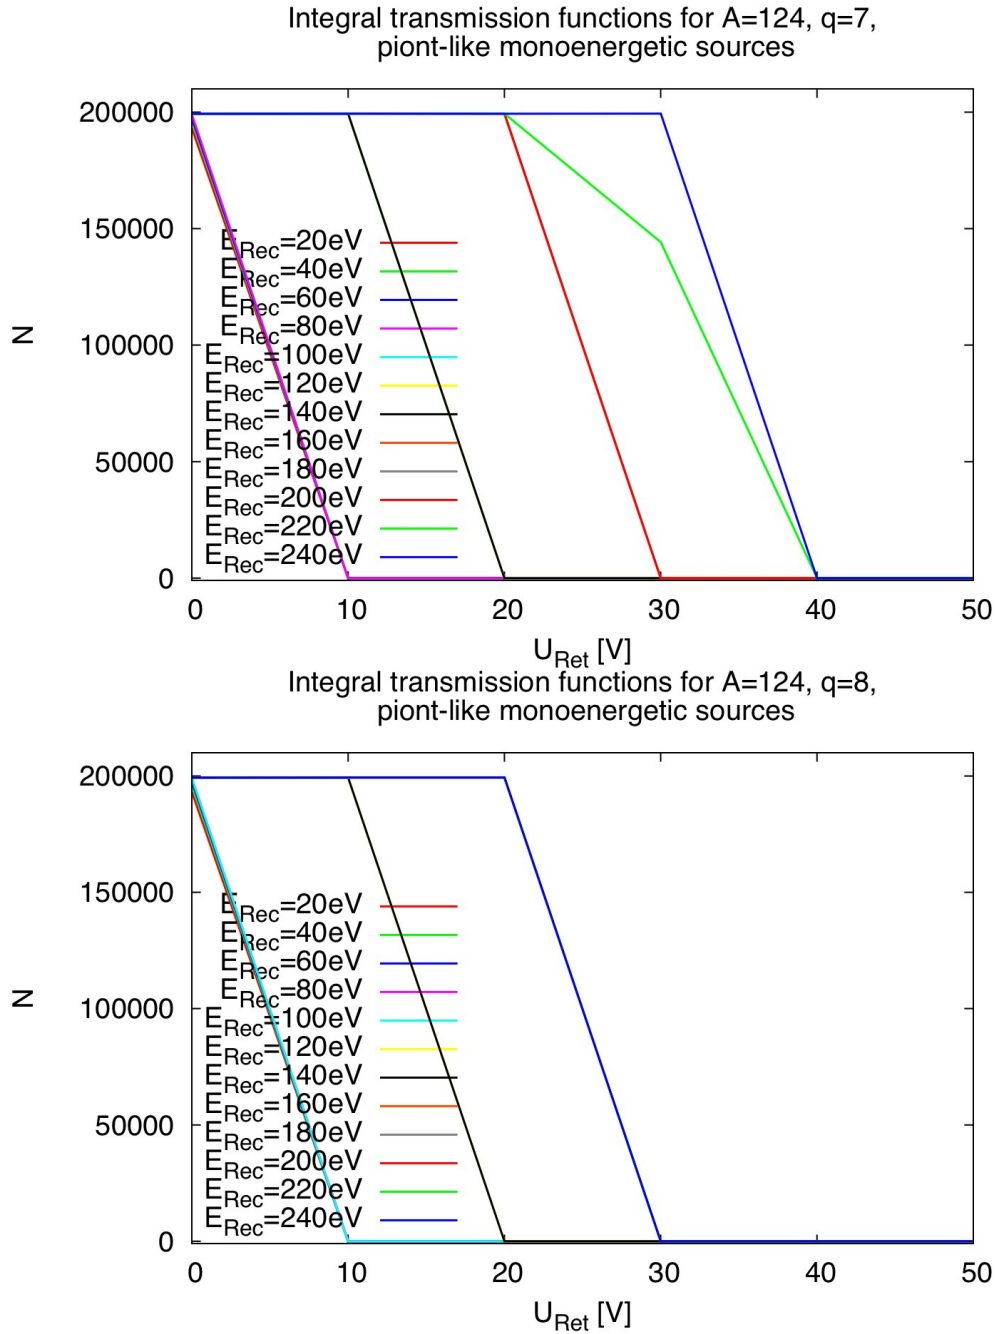 Integral transmission functions for A=124, q=7,
piont-like monoenergetic sources
200000
150000
100000
50000
0
N
E_Rec=20eV
E_Rec=40eV
E_Rec=60eV
E_Rec=80eV
E_Rec=100eV
E_Rec=120eV
E_Rec=140eV
E_Rec=160eV
E_Rec=180eV
E_Rec=200eV
E_Rec=220eV
E_Rec=240eV
0 10 20 30 40 50
U_Ret [V]
Integral transmission functions for A=124, q=8,
piont-like monoenergetic sources
200000
150000
100000
50000
0
N
E_Rec=20eV
E_Rec=40eV
E_Rec=60eV
E_Rec=80eV
E_Rec=100eV
E_Rec=120eV
E_Rec=140eV
E_Rec=160eV
E_Rec=180eV
E_Rec=200eV
E_Rec=220eV
E_Rec=240eV
0 10 20 30 40 50
U_Ret [V]